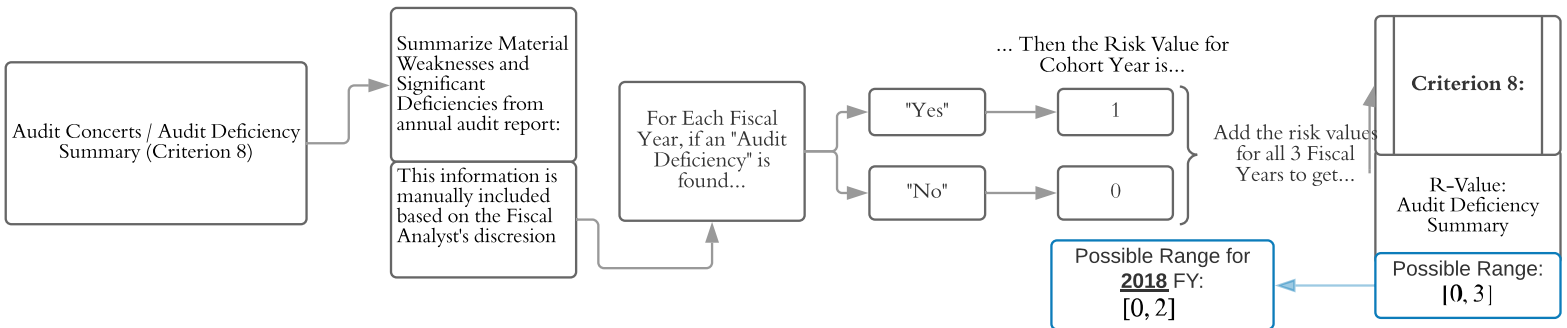 Audit Concerts / Audit Deficiency
Summary (Criterion 8)
Summarize Material
Weaknesses and
Significant
Deficiencies from
annual audit report:
This information is
manually included
based on the Fiscal
Analyst's discresion
For Each Fiscal
Year, if an "Audit
Deficiency" is
found...
"Yes"
"No"
... Then the Risk Value for
Cohort Year is...
1
0
Add the risk values
for all 3 Fiscal
Years to get...
Criterion 8:
R-Value:
Audit Deficiency
Summary
Possible Range:
[0, 3]
Possible Range for
2018 FY:
[0, 2]